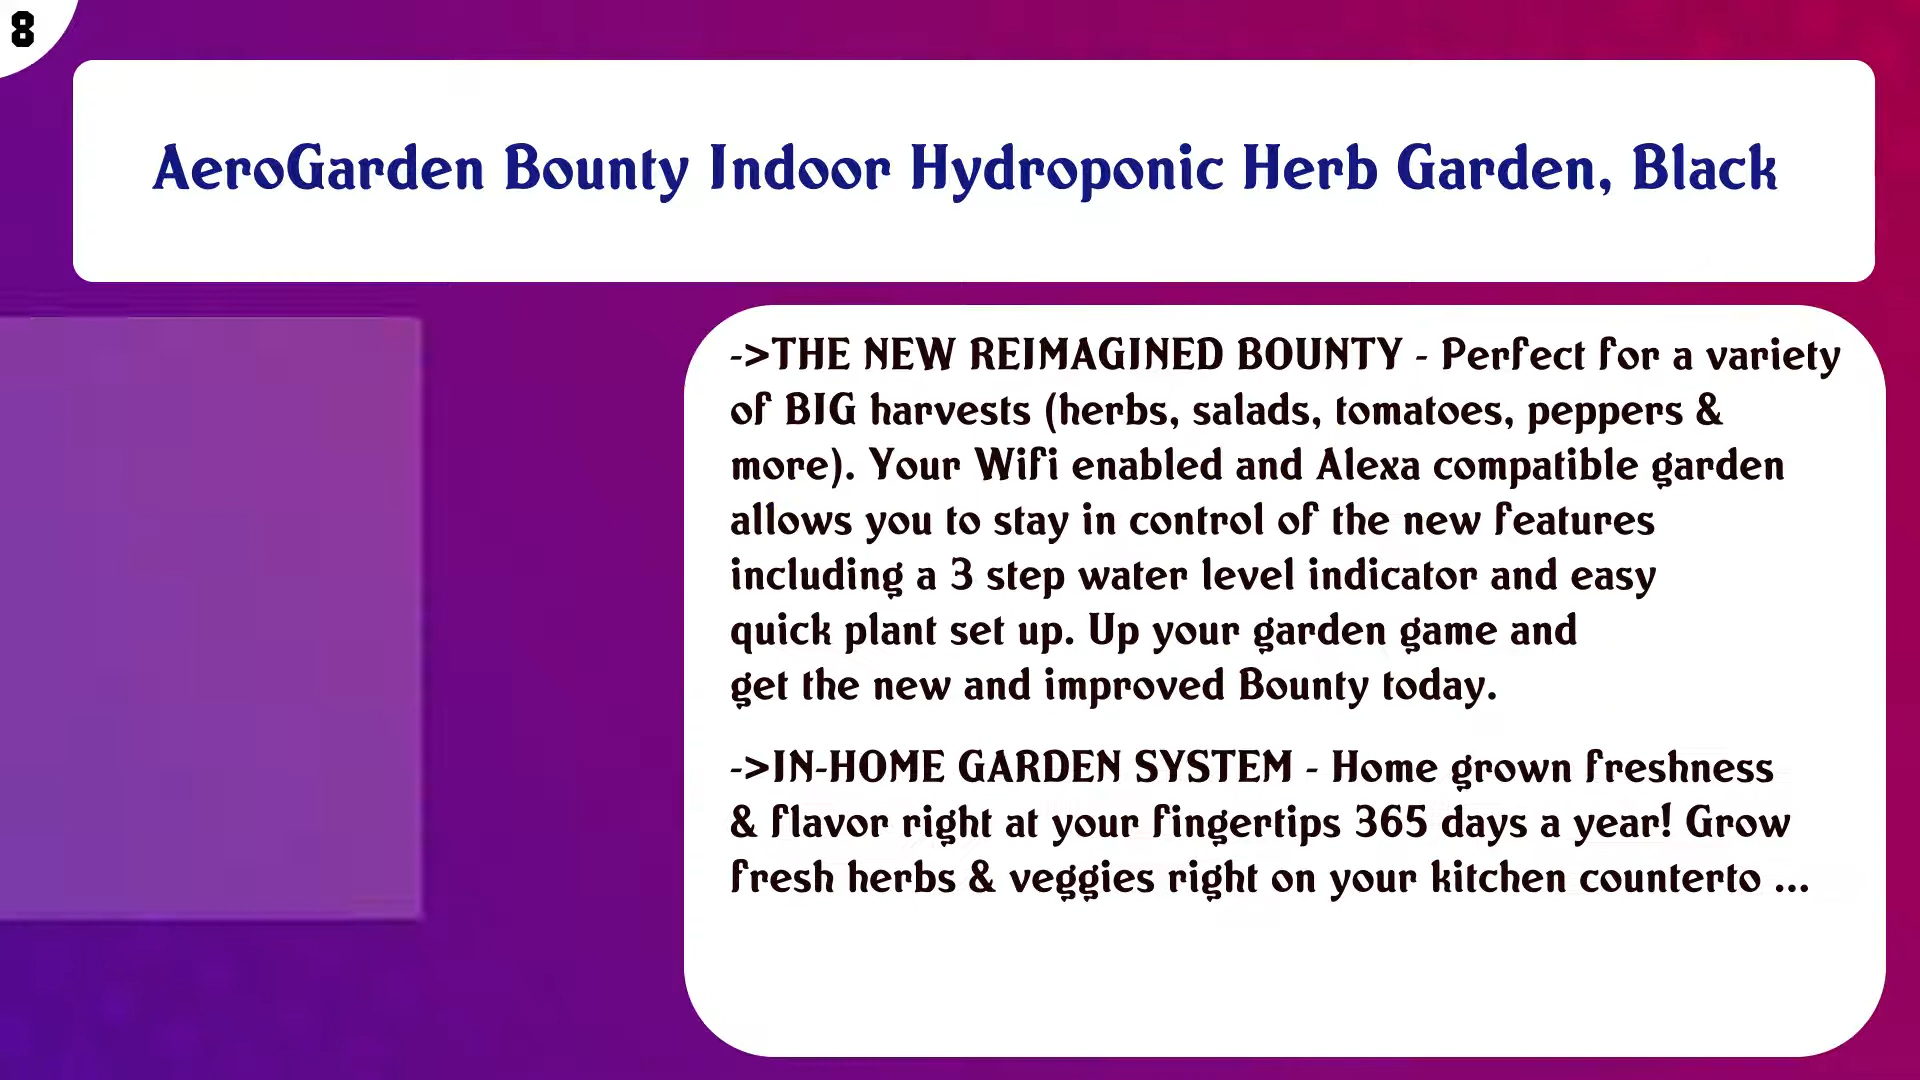 8
AeroGarden Bounty Indoor Hydroponic Herb Garden, Black
->THE NEW REIMAGINED BOUNTY - Perfect for a variety
of BIG harvests (herbs, salads, tomatoes, peppers &
more). Your Wifi enabled and Alexa compatible garden
allows you to stay in control of the new features
including a 3 step water level indicator and easy
quick plant set up. Up your garden game and
get the new and improved Bounty today.
->IN-HOME GARDEN SYSTEM - Home grown freshness
& flavor right at your fingertips 365 days a year! Grow
fresh herbs & veggies right on your kitchen counterto ...